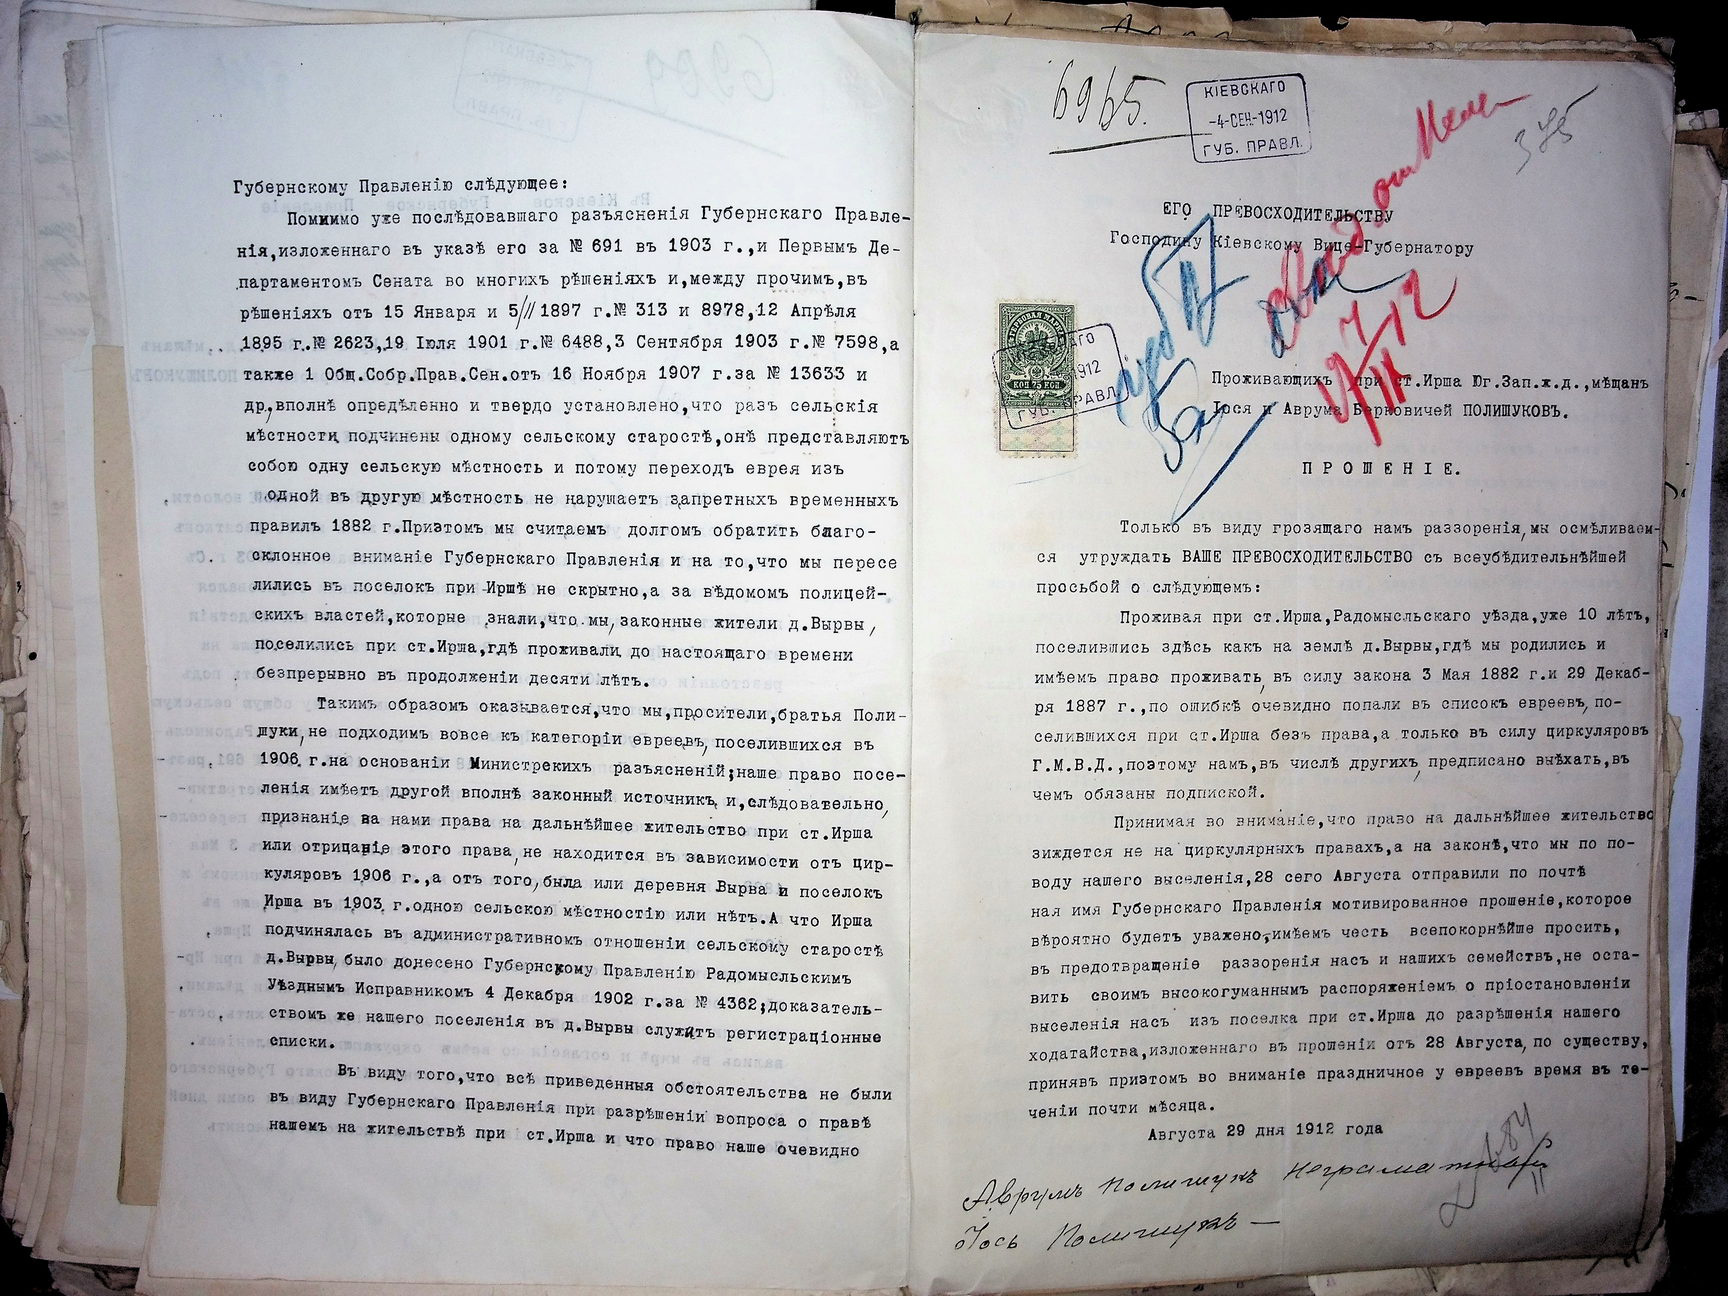 Губернскому Правленію слѣдующее:
Помимо уже послѣдовавшаго разъясненія Губернскаго Правле-
нія,изложеннаго въ указѣ его за № 691 въ 1903 г.,и Первымъ Де-
партаментомъ Сената во многихъ рѣшеніяхъ и,между прочимъ,въ
рѣшеніяхъ отъ 15 Января и 5/II 1897 г.№ 313 и 8978,12 Апрѣля
1895 г.№ 2623,19 Іюля 1901 г.№ 6488,3 Сентября 1903 г.№ 7598,а
также 1 Общ.Собр.Прав.Сен.отъ 16 Ноября 1907 г.за № 13633 и
др,вполнѣ опредѣленно и твердо установлено,что разъ сельскія
мѣстности подчинены одному сельскому старостѣ,онѣ представляютъ
собою одну сельскую мѣстность и потому переходъ еврея изъ
одной въ другую мѣстность не нарушаетъ запретныхъ временныхъ
правилъ 1882 г.Приэтомъ мы считаемъ долгомъ обратить благо-
склонное вниманіе Губернскаго Правленія и на то,что мы пересе
лились въ поселокъ при Иршѣ не скрытно,а за вѣдомомъ полицей-
скихъ властей,которые знали,что мы,законные жители д.Вырвы,
поселились при ст.Ирша,гдѣ проживали до настоящаго времени
безпрерывно въ продолженіи десяти лѣтъ.
Такимъ образомъ оказывается,что мы,просители,братья Поли-
шуки,не подходимъ вовсе къ категоріи евреевъ,поселившихся въ
1906 г.на основаніи Министрекихъ разъясненій;наше право посе-
ленія имѣетъ другой вполнѣ законный источникъ и,слѣдовательно,
признаніе за нами права на дальнѣйшее жительство при ст.Ирша
или отрицаніе этого права,не находится въ зависимости отъ цир-
куляровъ 1906 г.,а отъ того,была или деревня Вырва и поселокъ
Ирша въ 1903 г.одною сельскою мѣстностію или нѣтъ.А что Ирша
подчинялась въ административномъ отношеніи сельскому старостѣ
д.Вырвы,было донесено Губернскому Правленію Радомысльскимъ
Уѣзднымъ Исправникомъ 4 Декабря 1902 г.за № 4362;доказатель-
ствомъ же нашего поселенія въ д.Вырвы служатъ регистраціонные
списки.
Въ виду того,что всѣ приведенныя обстоятельства не были
въ виду Губернскаго Правленія при разрѣшеніи вопроса о правѣ
нашемъ на жительствѣ при ст.Ирша и что право наше очевидно
6965.
КІЕВСКАГО
-4-СЕН-1912
ГУБ. ПРАВЛ.
375
ЕГО ПРЕВОСХОДИТЕЛЬСТВУ
Господину Кіевскому Вице-Губернатору
КОП 75 КОП.
Проживающихъ при ст.Ирша Юг.Зап.ж.д.,мѣщанъ
Іося и Аврума Берковичей ПОЛИШУКОВЪ.
ПРОШЕНІЕ.
Только въ виду грозящаго намъ раззоренія,мы осмѣливаем-
ся утруждать ВАШЕ ПРЕВОСХОДИТЕЛЬСТВО съ всеубѣдительнѣйшей
просьбой о слѣдующемъ:
Проживая при ст.Ирша,Радомысльскаго уѣзда,уже 10 лѣтъ,
поселившись здѣсь какъ на землѣ д.Вырвы,гдѣ мы родились и
имѣемъ право проживать,въ силу закона 3 Мая 1882 г.и 29 Декаб-
ря 1887 г.,по ошибкѣ очевидно попали въ списокъ евреевъ,по-
селившихся при ст.Ирша безъ права,а только въ силу циркуляровъ
Г.М.В.Д.,поэтому намъ,въ числѣ другихъ,предписано выѣхать,въ
чемъ обязаны подпиской.
Принимая во вниманіе,что право на дальнѣйшее жительство
зиждется не на циркулярныхъ правахъ,а на законѣ,что мы по по-
воду нашего выселенія,28 сего Августа отправили по почтѣ
ная имя Губернскаго Правленія мотивированное прошеніе,которое
вѣроятно будетъ уважено,имѣемъ честь всепокорнѣйше просить,
въ предотвращеніе раззоренія насъ и нашихъ семействъ,не оста-
вить своимъ высокогуманнымъ распоряженіемъ о пріостановленіи
выселенія насъ изъ поселка при ст.Ирша до разрѣшенія нашего
ходатайства,изложеннаго въ прошеніи отъ 28 Августа,по существу,
принявъ приэтомъ во вниманіе праздничное у евреевъ время въ те-
ченіи почти мѣсяца.
Августа 29 дня 1912 года
Аврумъ Полишукъ неграматный
Іось Полишукъ